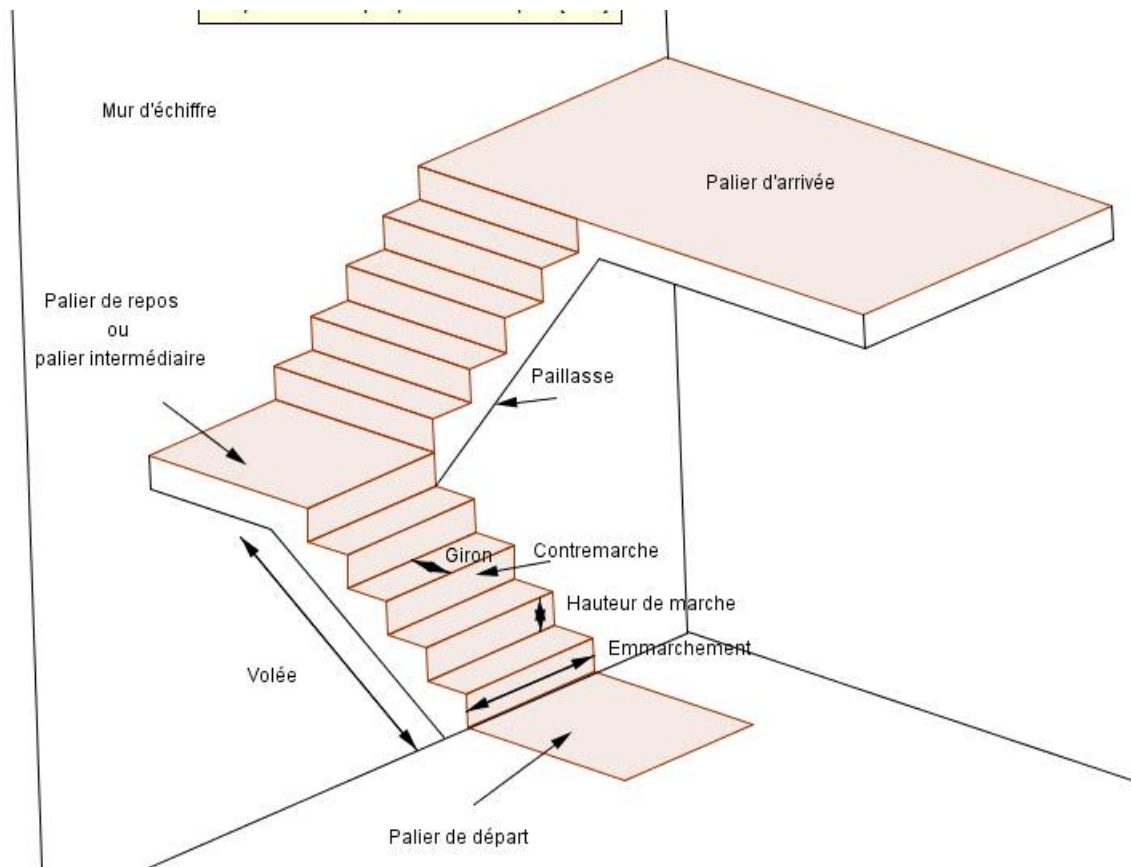 Mur d'échiffre
Palier d'arrivée
Palier de repos
ou
palier intermédiaire
Paillasse
Giron
Contremarche
Hauteur de marche
Emmarchement
Volée
Palier de départ